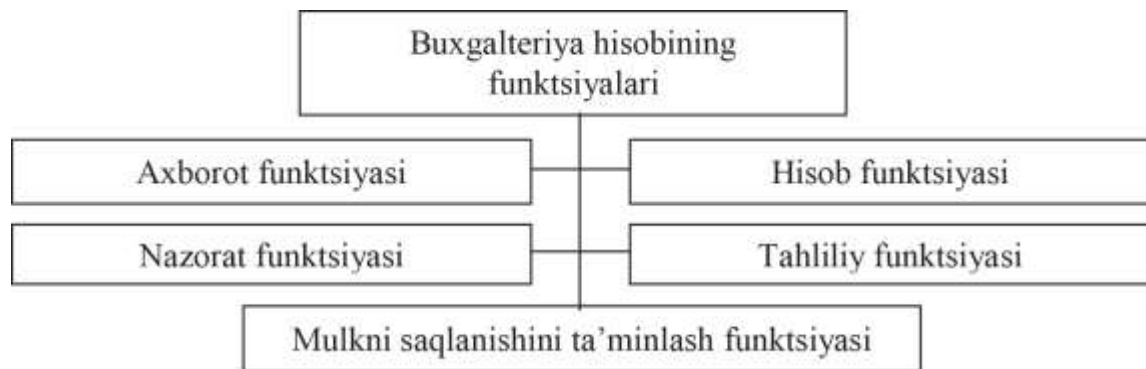 Buxgalteriya hisobining
funktsiyalari
Axborot funktsiyasi
Hisob funktsiyasi
Nazorat funktsiyasi
Tahliliy funktsiyasi
Mulkni saqlanishini ta’minlash funktsiyasi